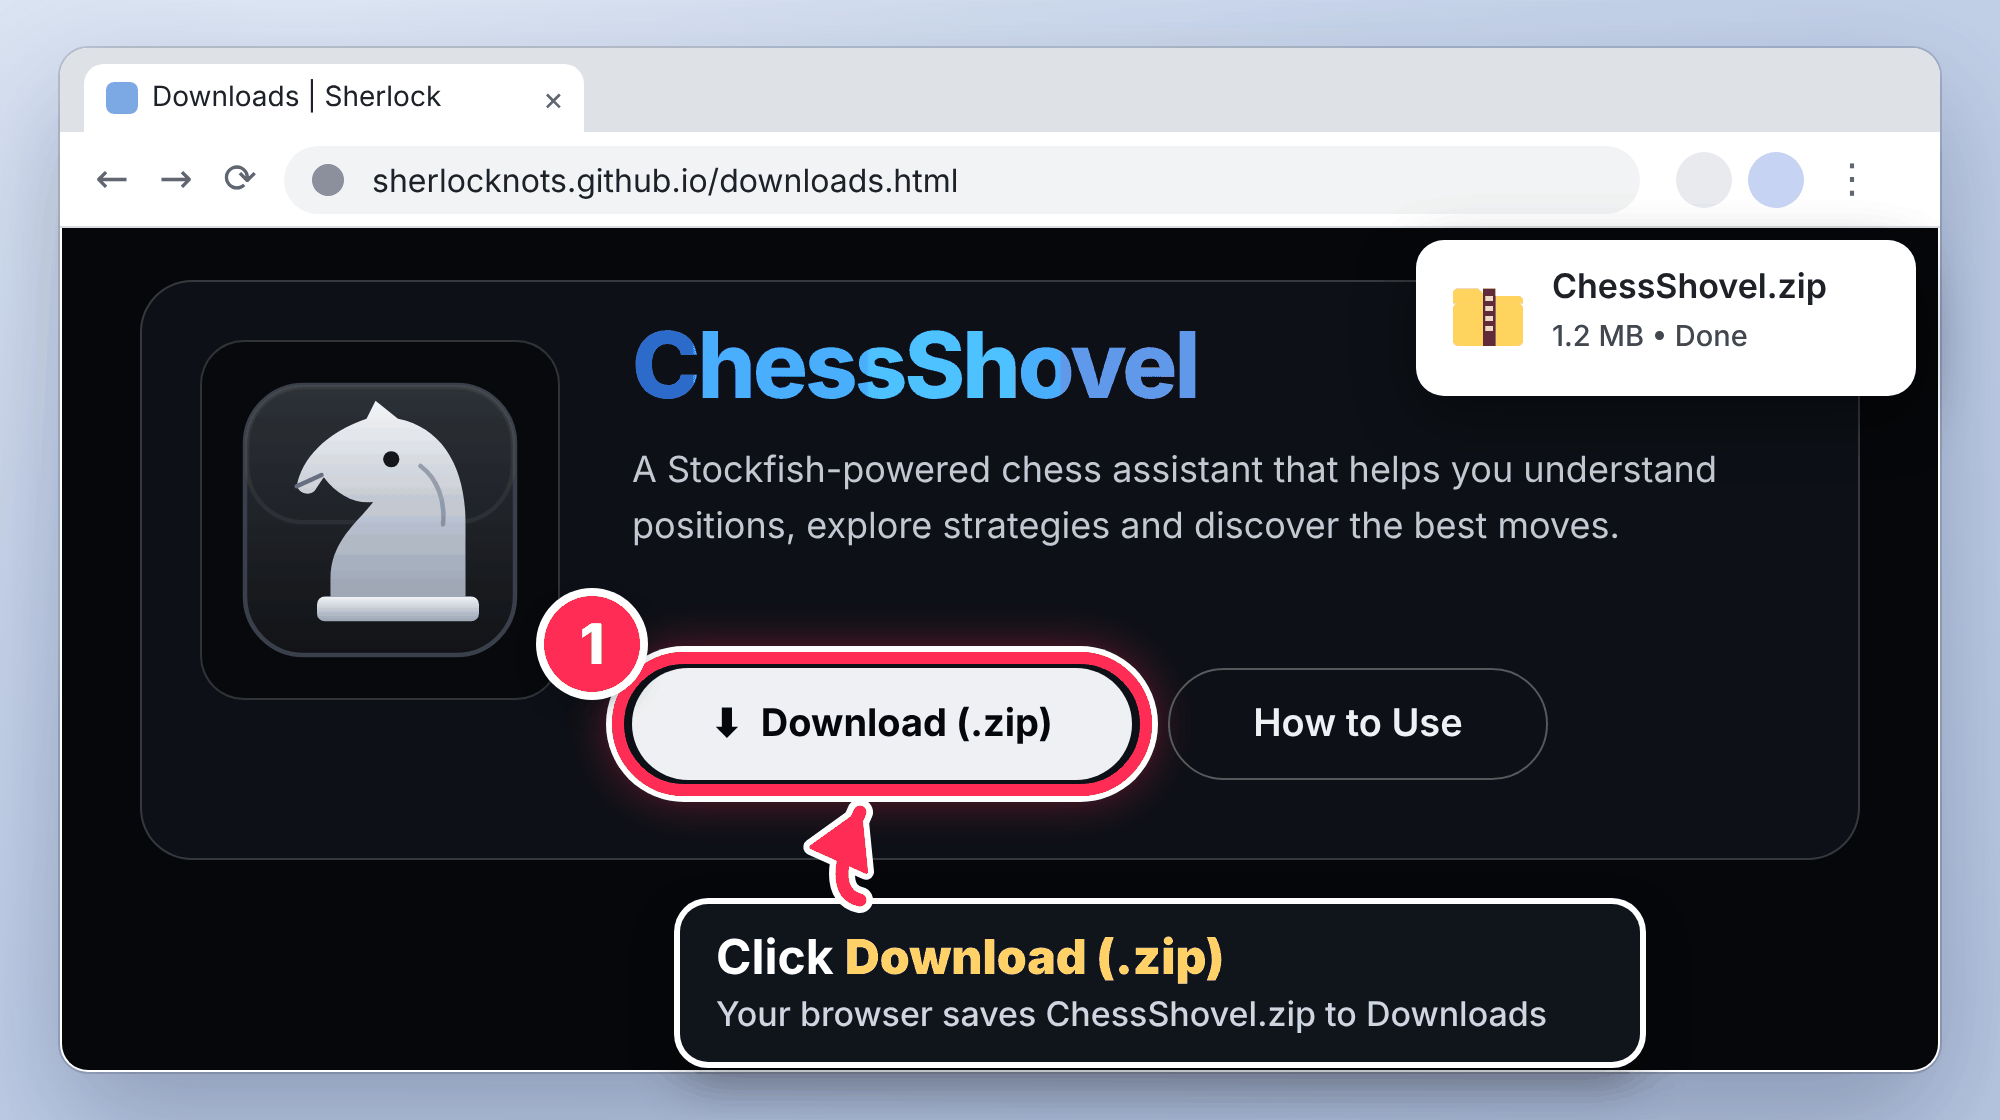 Downloads | Sherlock
sherlocknots.github.io/downloads.html
ChessShovel.zip
1.2 MB • Done
ChessShovel
A Stockfish-powered chess assistant that helps you understand
positions, explore strategies and discover the best moves.
1
⬇ Download (.zip)
How to Use
Click Download (.zip)
Your browser saves ChessShovel.zip to Downloads